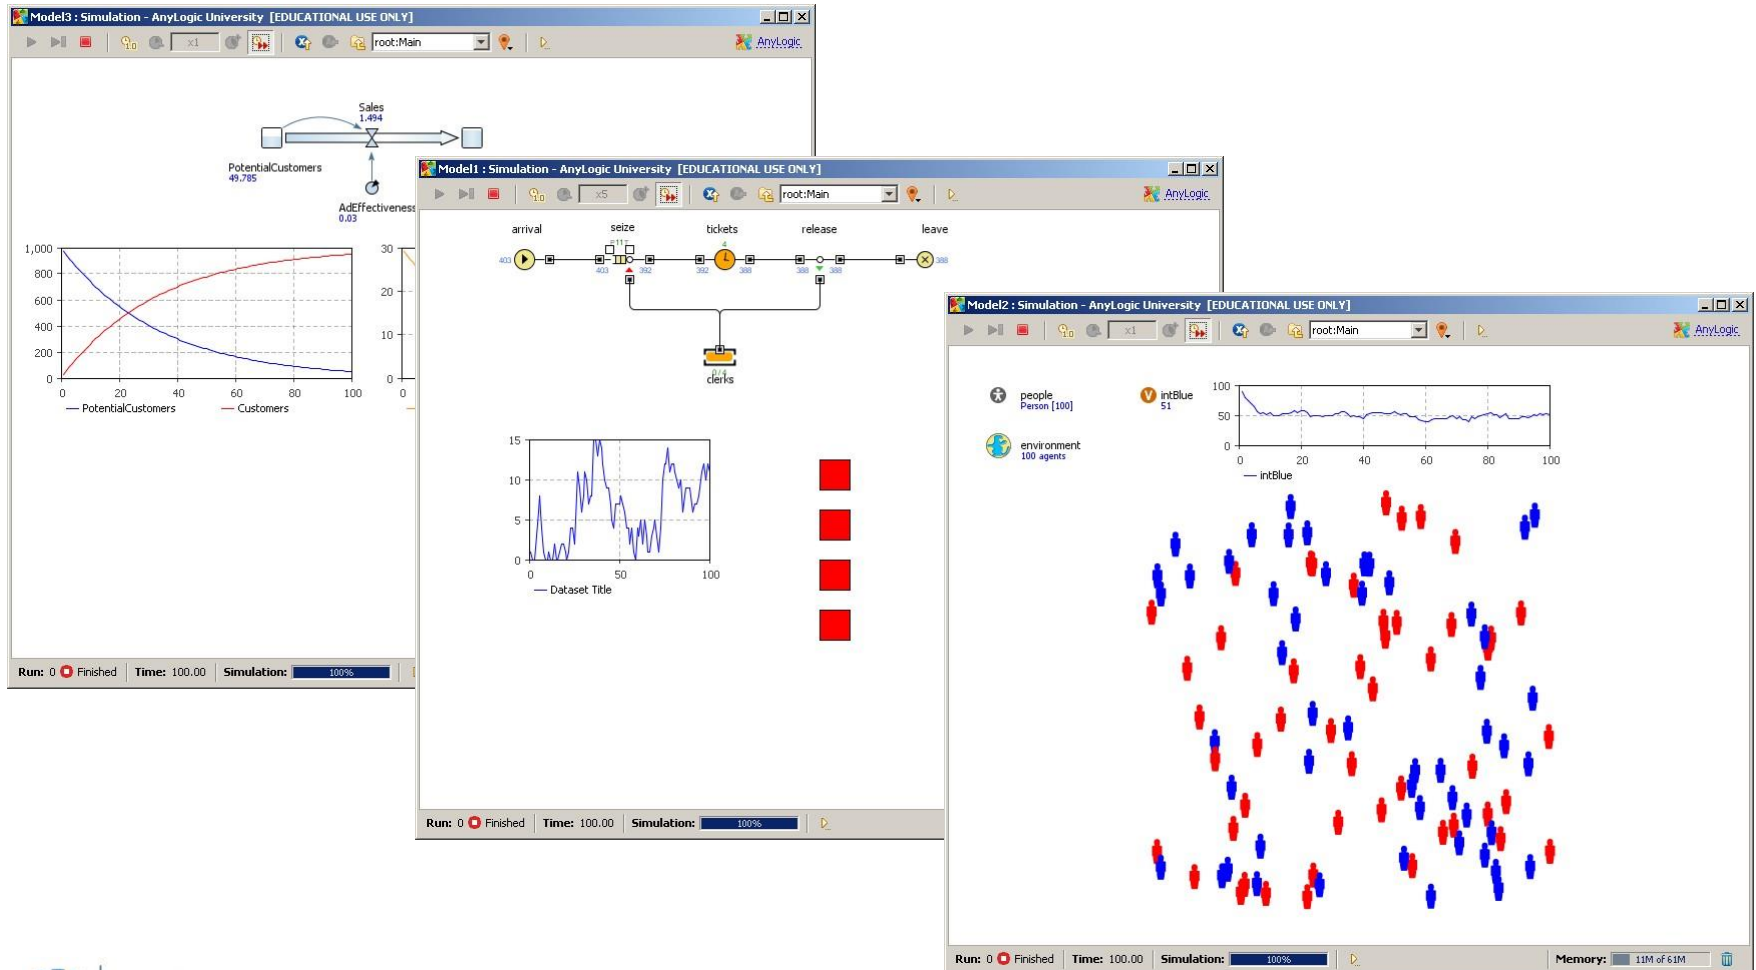 Model3 : Simulation - AnyLogic University [EDUCATIONAL USE ONLY]
x1
root:Main
AnyLogic
Sales
1.494
PotentialCustomers
49.785
AdEffectiveness
0.03
1,000
800
600
400
200
0
0 20 40 60 80 100
PotentialCustomers Customers
30
20
10
0
Run: 0 Finished Time: 100.00 Simulation: 100%
Model1 : Simulation - AnyLogic University [EDUCATIONAL USE ONLY]
x5
root:Main
AnyLogic
arrival seize tickets release leave
11
4
403 403 392 392 388 388 388 388
clerks
15
10
5
0
0 50 100
Dataset Title
Run: 0 Finished Time: 100.00 Simulation: 100%
Model2 : Simulation - AnyLogic University [EDUCATIONAL USE ONLY]
x1
root:Main
AnyLogic
people
Person [100]
environment
100 agents
V intBlue
51
100
50
0
0 20 40 60 80 100
intBlue
Run: 0 Finished Time: 100.00 Simulation: 100% Memory: 11M of 61M